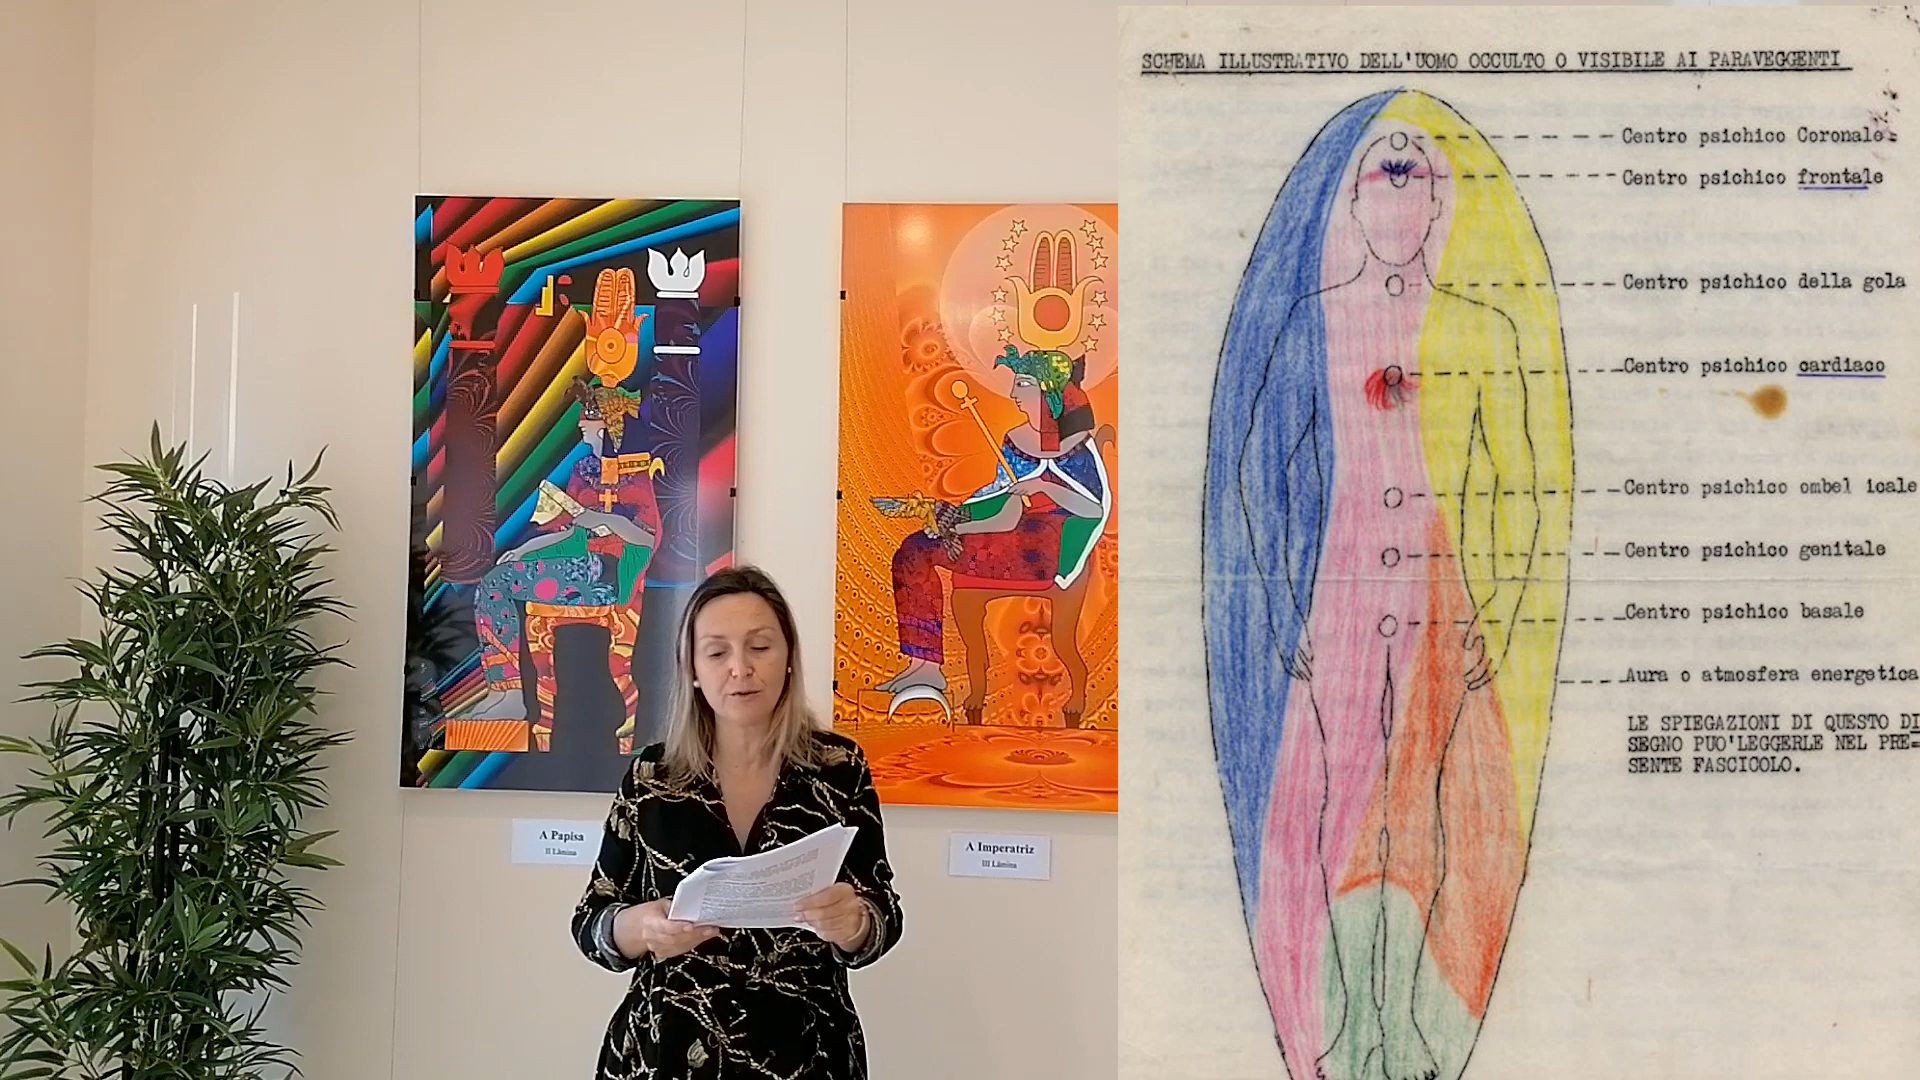 SCHEMA ILLUSTRATIVO DELL'UOMO OCCULTO O VISIBILE AI PARAVEGGENTI
Centro psichico Coronale
Centro psichico frontale
Centro psichico della gola
Centro psichico cardiaco
Centro psichico ombel icale
Centro psichico genitale
Centro psichico basale
Aura o atmosfera energetica
LE SPIEGAZIONI DI QUESTO DI
SEGNO PUO'LEGGERLE NEL PRE=
SENTE FASCICOLO.
A Papisa
II Lâmina
A Imperatriz
III Lâmina